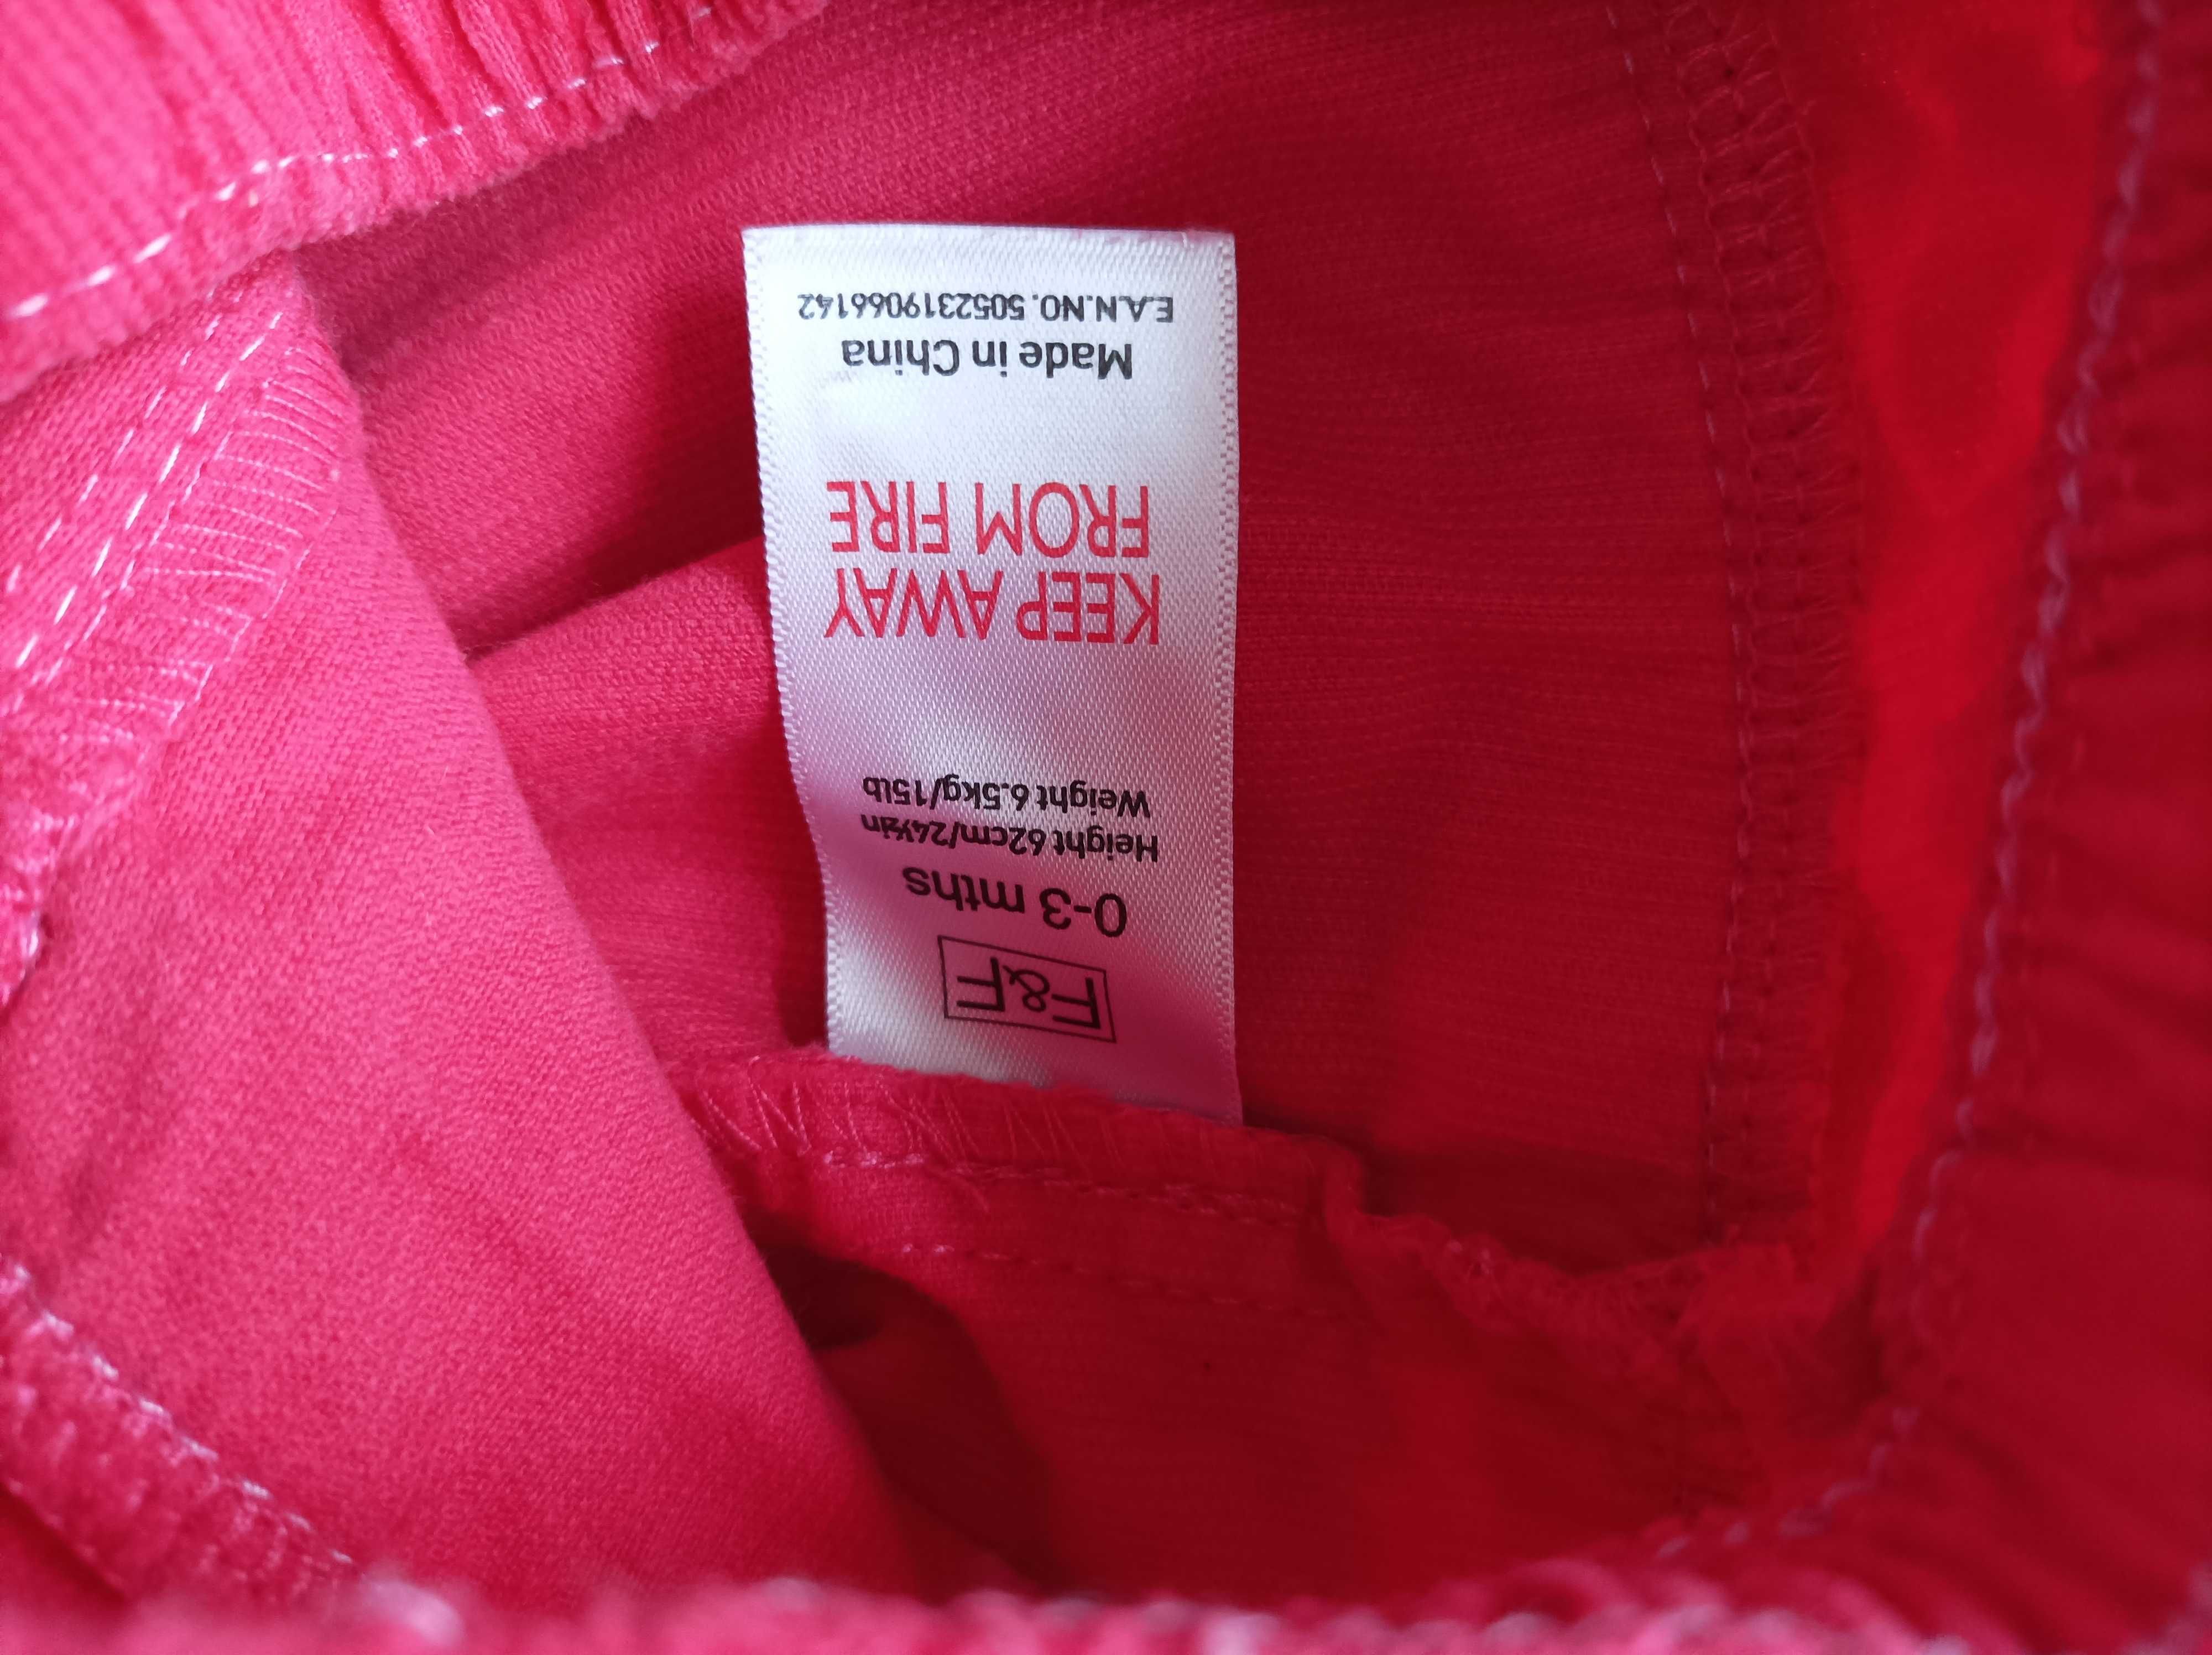 F&F
0-3 mths
Height 62cm/24½in
Weight 6.5kg/15lb
KEEP AWAY
FROM FIRE
Made in China
E.A.N.NO. 5052319066142